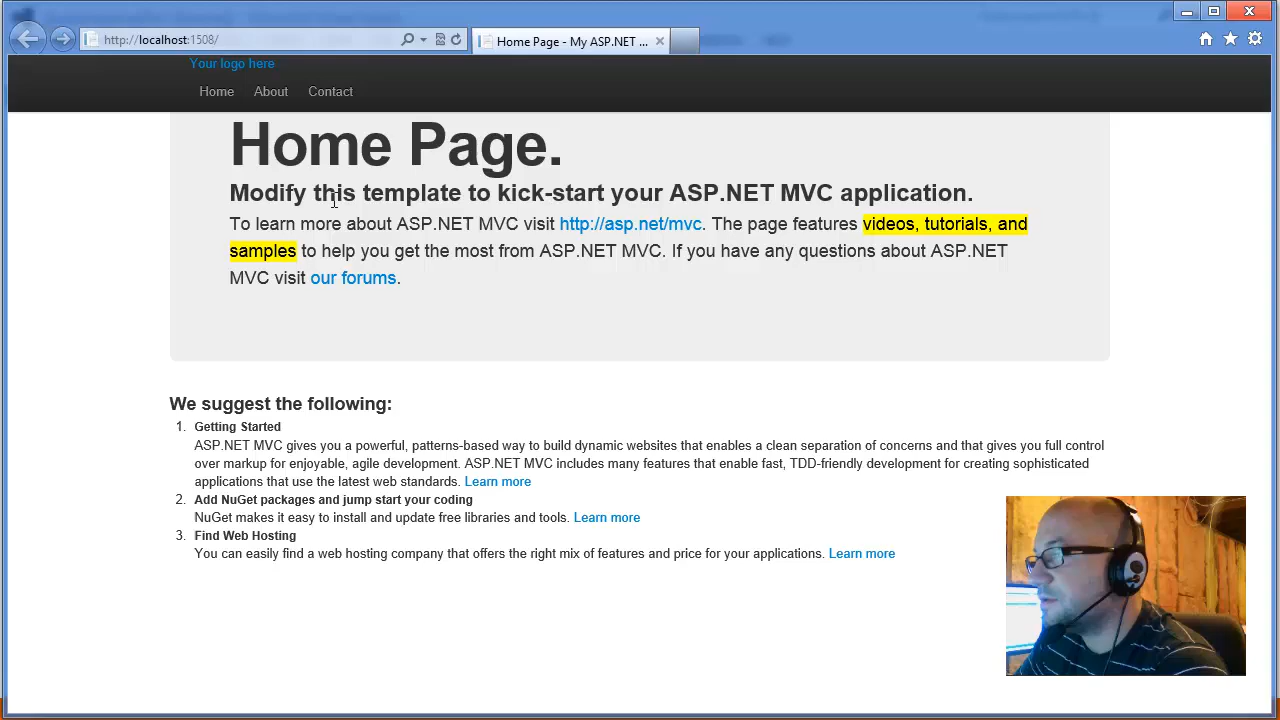 http://localhost:1508/
Home Page - My ASP.NET ...
Your logo here
Home About Contact
Home Page.
Modify this template to kick-start your ASP.NET MVC application.
To learn more about ASP.NET MVC visit http://asp.net/mvc. The page features videos, tutorials, and
samples to help you get the most from ASP.NET MVC. If you have any questions about ASP.NET
MVC visit our forums.
We suggest the following:
1. Getting Started
ASP.NET MVC gives you a powerful, patterns-based way to build dynamic websites that enables a clean separation of concerns and that gives you full control
over markup for enjoyable, agile development. ASP.NET MVC includes many features that enable fast, TDD-friendly development for creating sophisticated
applications that use the latest web standards. Learn more
2. Add NuGet packages and jump start your coding
NuGet makes it easy to install and update free libraries and tools. Learn more
3. Find Web Hosting
You can easily find a web hosting company that offers the right mix of features and price for your applications. Learn more